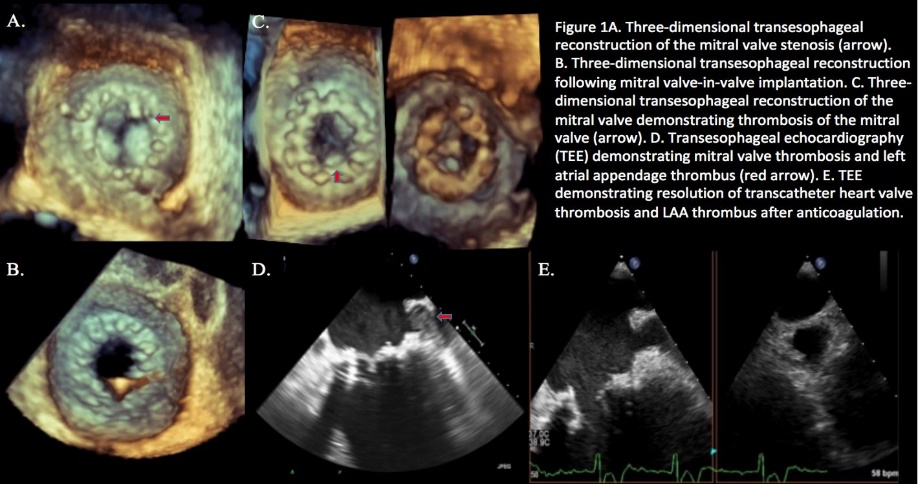 A.
C.
Figure 1A. Three-dimensional transesophageal
reconstruction of the mitral valve stenosis (arrow).
B. Three-dimensional transesophageal reconstruction
following mitral valve-in-valve implantation. C. Three-
dimensional transesophageal reconstruction of the
mitral valve demonstrating thrombosis of the mitral
valve (arrow). D. Transesophageal echocardiography
(TEE) demonstrating mitral valve thrombosis and left
atrial appendage thrombus (red arrow). E. TEE
demonstrating resolution of transcatheter heart valve
thrombosis and LAA thrombus after anticoagulation.
B.
D.
E.
JPEG
58 bpm